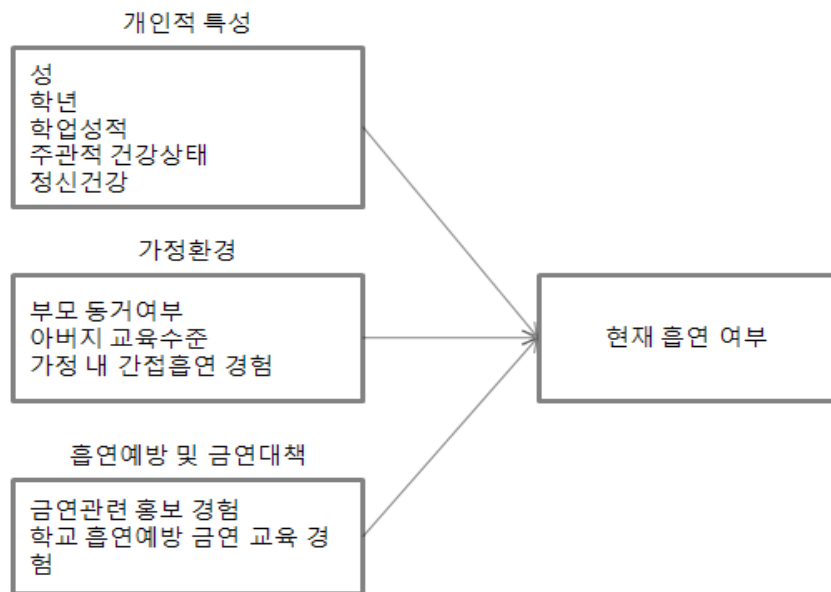 개인적 특성
성
학년
학업성적
주관적 건강상태
정신건강
가정환경
부모 동거여부
아버지 교육수준
가정 내 간접흡연 경험
현재 흡연 여부
흡연예방 및 금연대책
금연관련 홍보 경험
학교 흡연예방 금연 교육 경
험